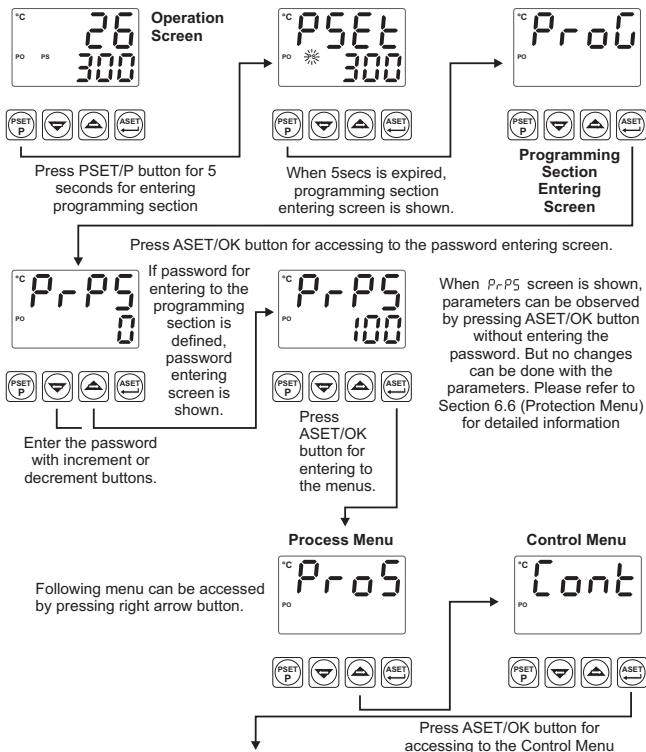 °C 26
PO PS 300
Operation
Screen
°C PSEt
PO PS 300
°C ProG
PO
PSET P ASET
PSET P ASET
PSET P ASET
Press PSET/P button for 5
seconds for entering
programming section
When 5secs is expired,
programming section
entering screen is shown.
Programming
Section
Entering
Screen
Press ASET/OK button for accessing to the password entering screen.
°C PrPS
PO 0
PSET P ASET
Enter the password
with increment or
decrement buttons.
If password for
entering to the
programming
section is
defined,
password
entering
screen is
shown.
°C PrPS
PO 100
PSET P ASET
Press
ASET/OK
button for
entering to
the menus.
When PrPS screen is shown,
parameters can be observed
by pressing ASET/OK button
without entering the
password. But no changes
can be done with the
parameters. Please refer to
Section 6.6 (Protection Menu)
for detailed information
Following menu can be accessed
by pressing right arrow button.
Process Menu
°C ProS
PO
PSET P ASET
Control Menu
°C Cont
PO
PSET P ASET
Press ASET/OK button for
accessing to the Control Menu